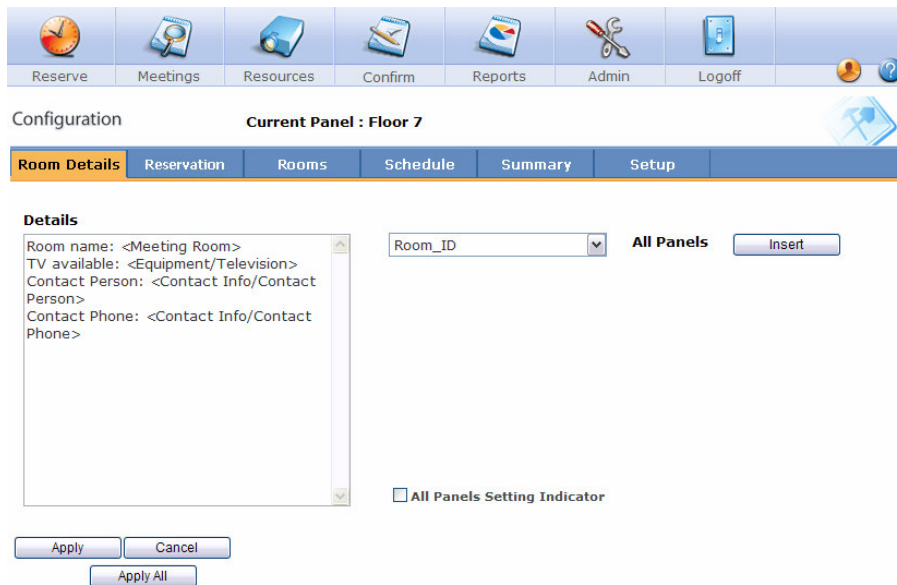 Reserve Meetings Resources Confirm Reports Admin Logoff
Configuration Current Panel : Floor 7
Room Details Reservation Rooms Schedule Summary Setup
Details
Room name: <Meeting Room>
TV available: <Equipment/Television>
Contact Person: <Contact Info/Contact
Person>
Contact Phone: <Contact Info/Contact
Phone>
Room_ID All Panels Insert
All Panels Setting Indicator
Apply Cancel
Apply All